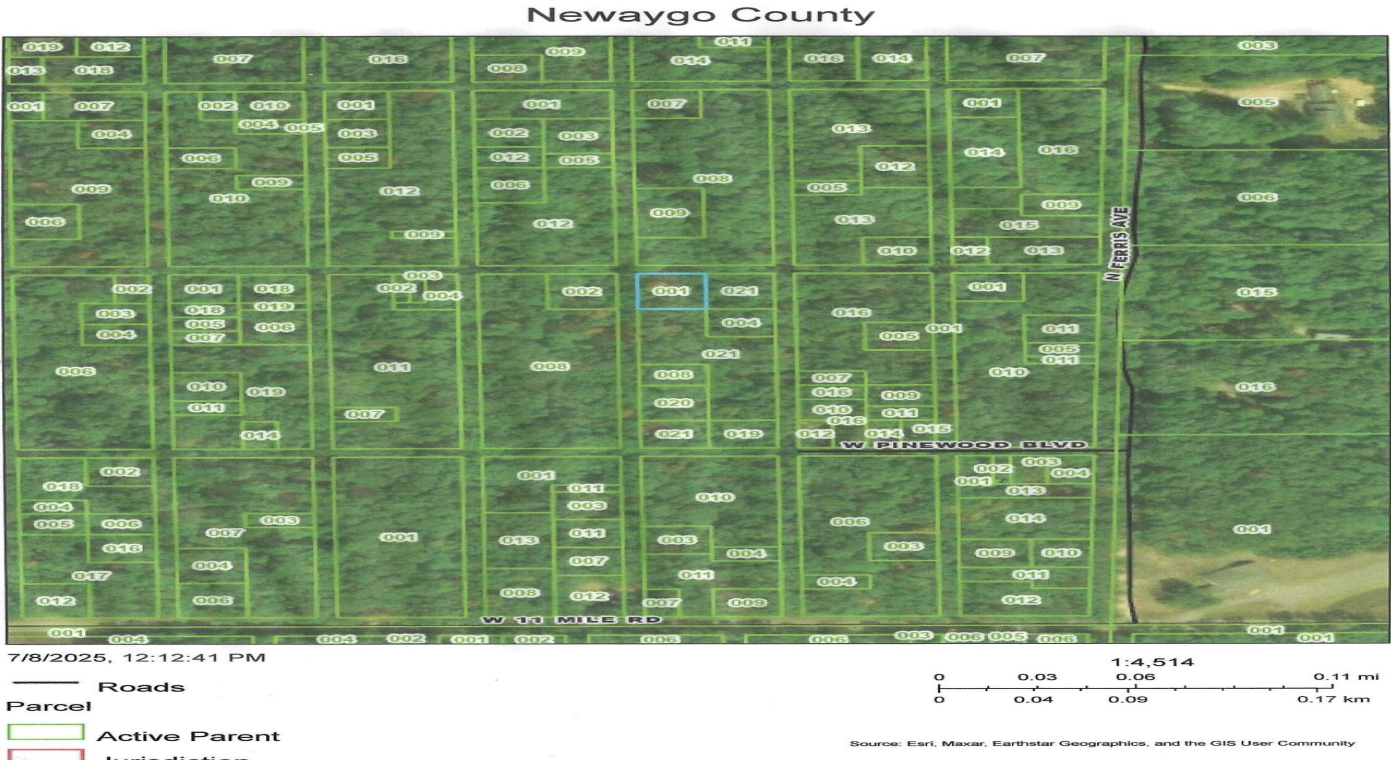 Newaygo County
019 012 007 016 009 011 016 014 007 003
013 018 008 014 005
001 007 002 010 001 001 007 001
004 004 005 003 002 003 013 014 016
006 005 012 005 012
009 009 012 006 008 005 006
006 010 009 012 009 013 009
015
010 012 013
N FERRIS AVE
002 001 018 003 002 001 021 001 015
003 018 019 002 004 004 016
004 005 006 005 001 011
007 021 005
006 011 008 008 007 010 011 016
010 019 020 016 009
011 007 010 011
014 021 019 012 016 014 015
W PINEWOOD BLVD
002 001 003
018 011 010 002 004
004 003 001 013
005 006 007 003 001 013 011 003 006 014 001
016 004 007 004 003 009 010
017 011 004 011
012 006 008 012 007 009 012
W 11 MILE RD
001 004 004 002 001 002 006 006 003 006 005 006 001 001
7/8/2025, 12:12:41 PM
Roads
Parcel
Active Parent
Jurisdiction
1:4,514
0 0.03 0.06 0.11 mi
0 0.04 0.09 0.17 km
Source: Esri, Maxar, Earthstar Geographics, and the GIS User Community